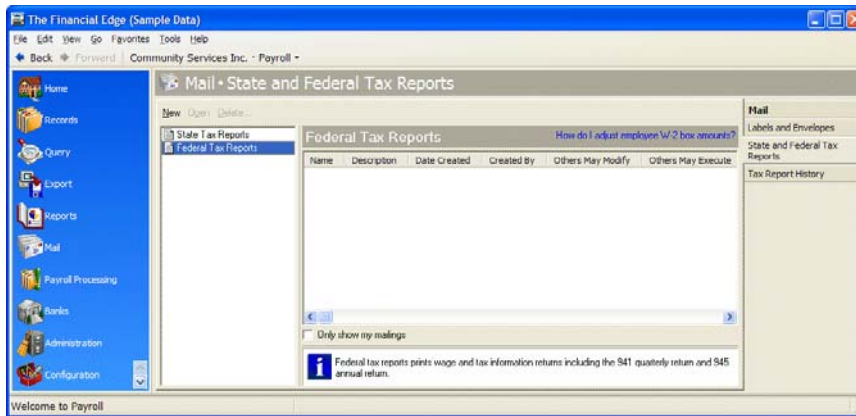 The Financial Edge (Sample Data)
File Edit View Go Favorites Tools Help
Back Forward Community Services Inc. - Payroll
Home
Records
Query
Export
Reports
Mail
Payroll Processing
Banks
Administration
Configuration
Mail • State and Federal Tax Reports
New Open Delete...
State Tax Reports
Federal Tax Reports
Federal Tax Reports
How do I adjust employee W-2 box amounts?
Name Description Date Created Created By Others May Modify Others May Execute
Only show my mailings
Federal tax reports prints wage and tax information returns including the 941 quarterly return and 945
annual return.
Mail
Labels and Envelopes
State and Federal Tax
Reports
Tax Report History
Welcome to Payroll